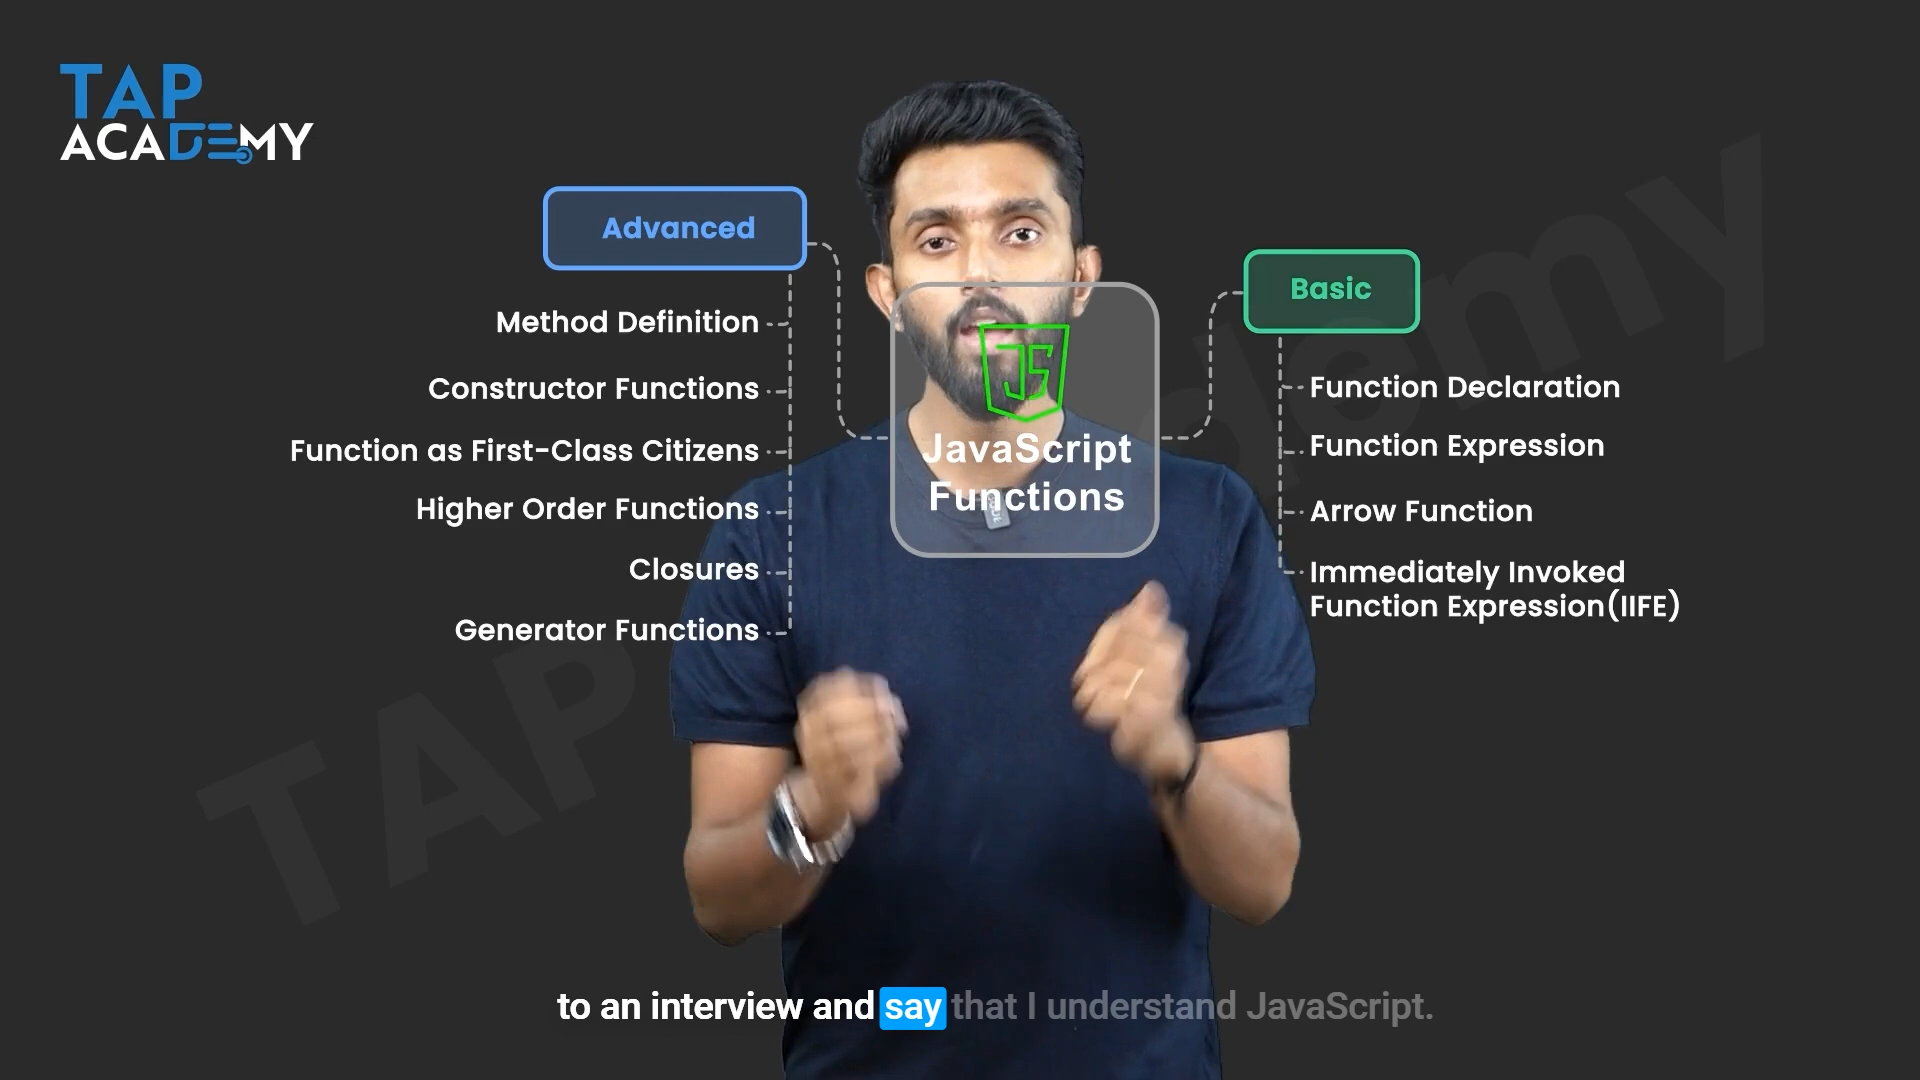 TAP
ACADEMY
Advanced
Method Definition
Constructor Functions
Function as First-Class Citizens
Higher Order Functions
Closures
Generator Functions
JS
JavaScript
Functions
Basic
Function Declaration
Function Expression
Arrow Function
Immediately Invoked
Function Expression(IIFE)
TAP demy
to an interview and say that I understand JavaScript.